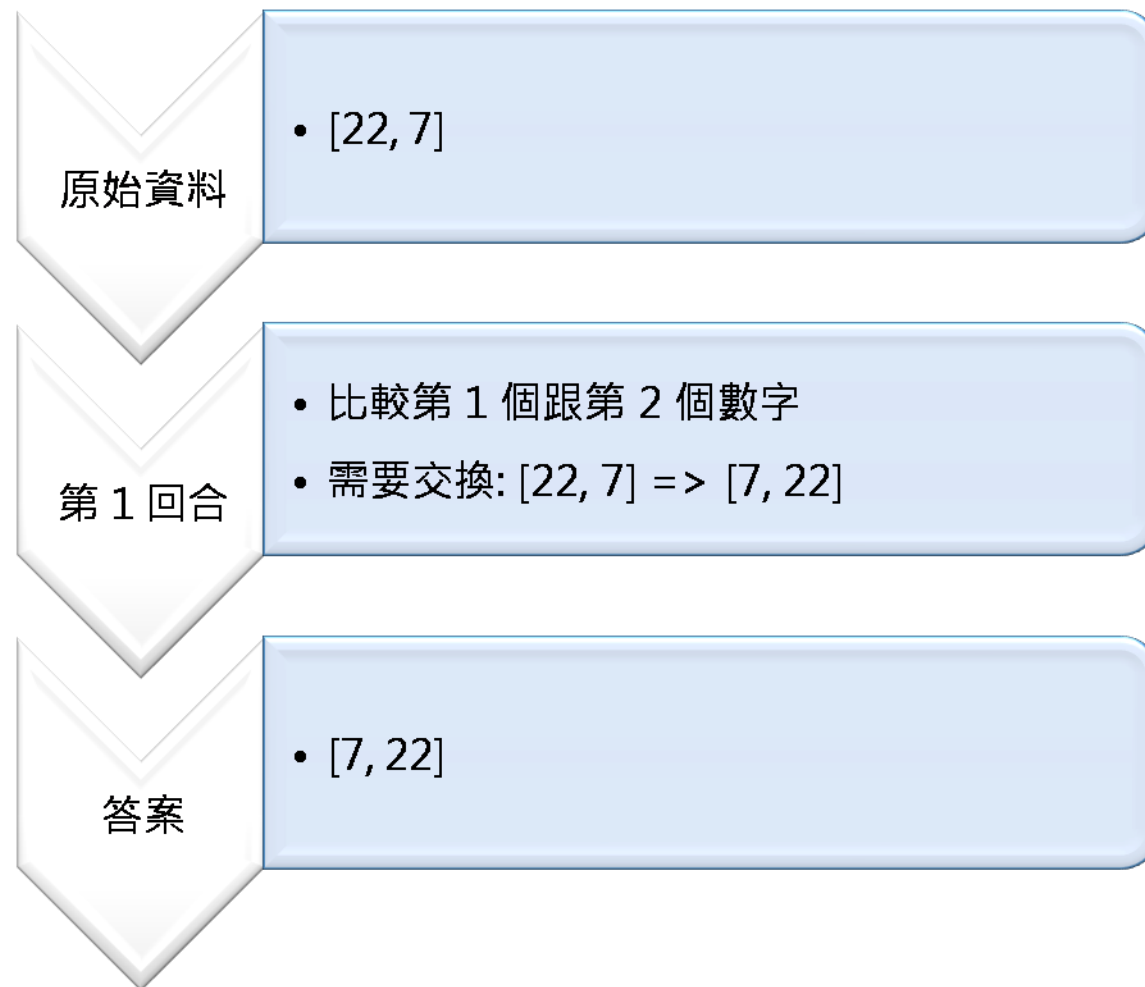 原始資料
• [22, 7]
第 1 回合
• 比較第 1 個跟第 2 個數字
• 需要交換: [22, 7] => [7, 22]
答案
• [7, 22]